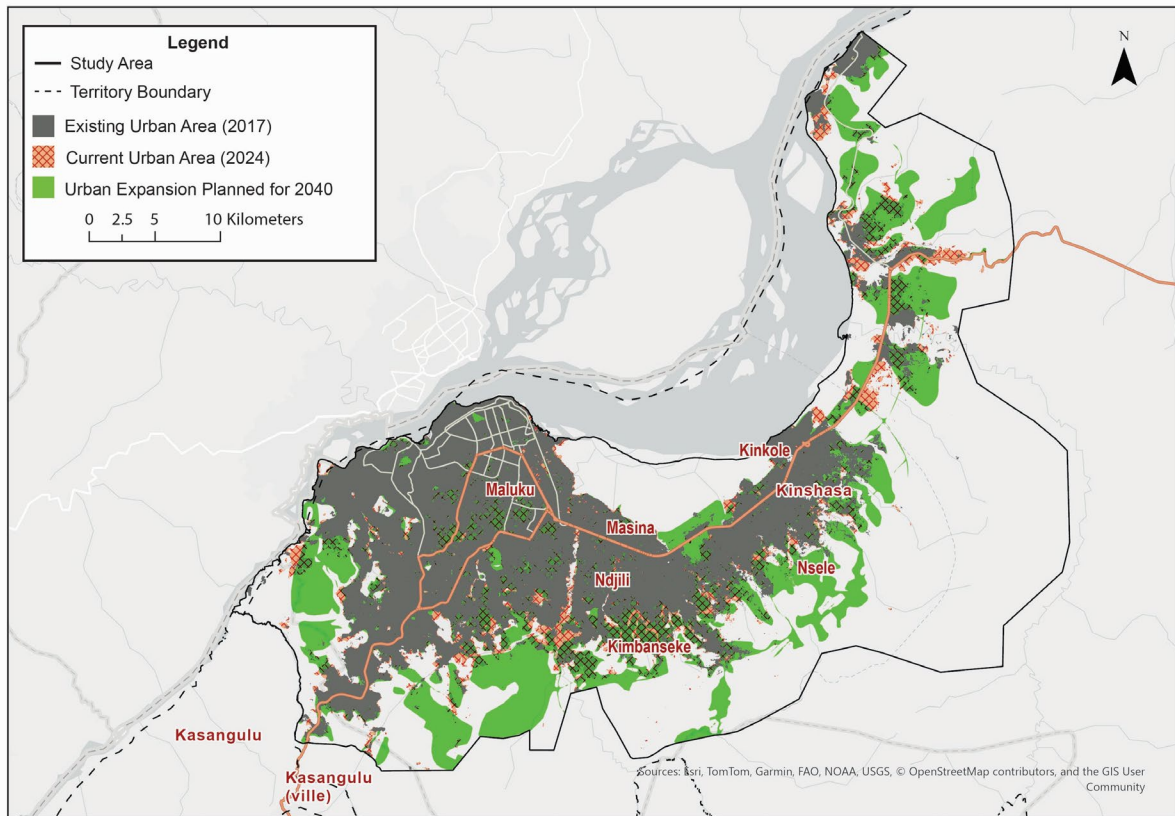 Legend
Study Area
Territory Boundary
Existing Urban Area (2017)
Current Urban Area (2024)
Urban Expansion Planned for 2040
0 2.5 5 10 Kilometers
N
Kinkole
Kinshasa
Maluku
Masina
Nsele
Ndjili
Kimbanseke
Kasangulu
Kasangulu
(ville)
Sources: Esri, TomTom, Garmin, FAO, NOAA, USGS, © OpenStreetMap contributors, and the GIS User
Community